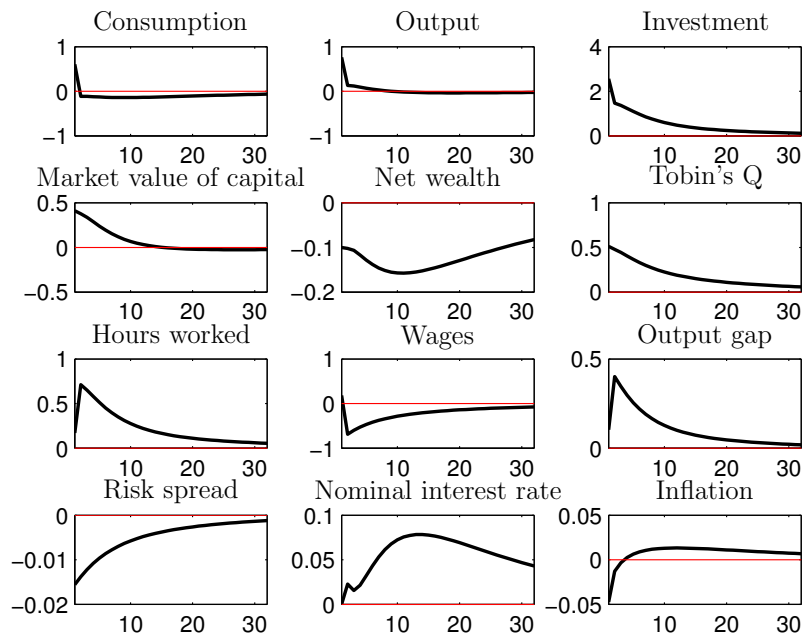 Consumption
1
0
−1
10 20 30
Output
1
0
−1
10 20 30
Investment
4
2
0
10 20 30
Market value of capital
0.5
0
−0.5
10 20 30
Net wealth
0
−0.1
−0.2
10 20 30
Tobin's Q
1
0.5
0
10 20 30
Hours worked
1
0.5
0
10 20 30
Wages
1
0
−1
10 20 30
Output gap
0.5
0
10 20 30
Risk spread
0
−0.01
−0.02
10 20 30
Nominal interest rate
0.1
0.05
0
10 20 30
Inflation
0.05
0
−0.05
10 20 30